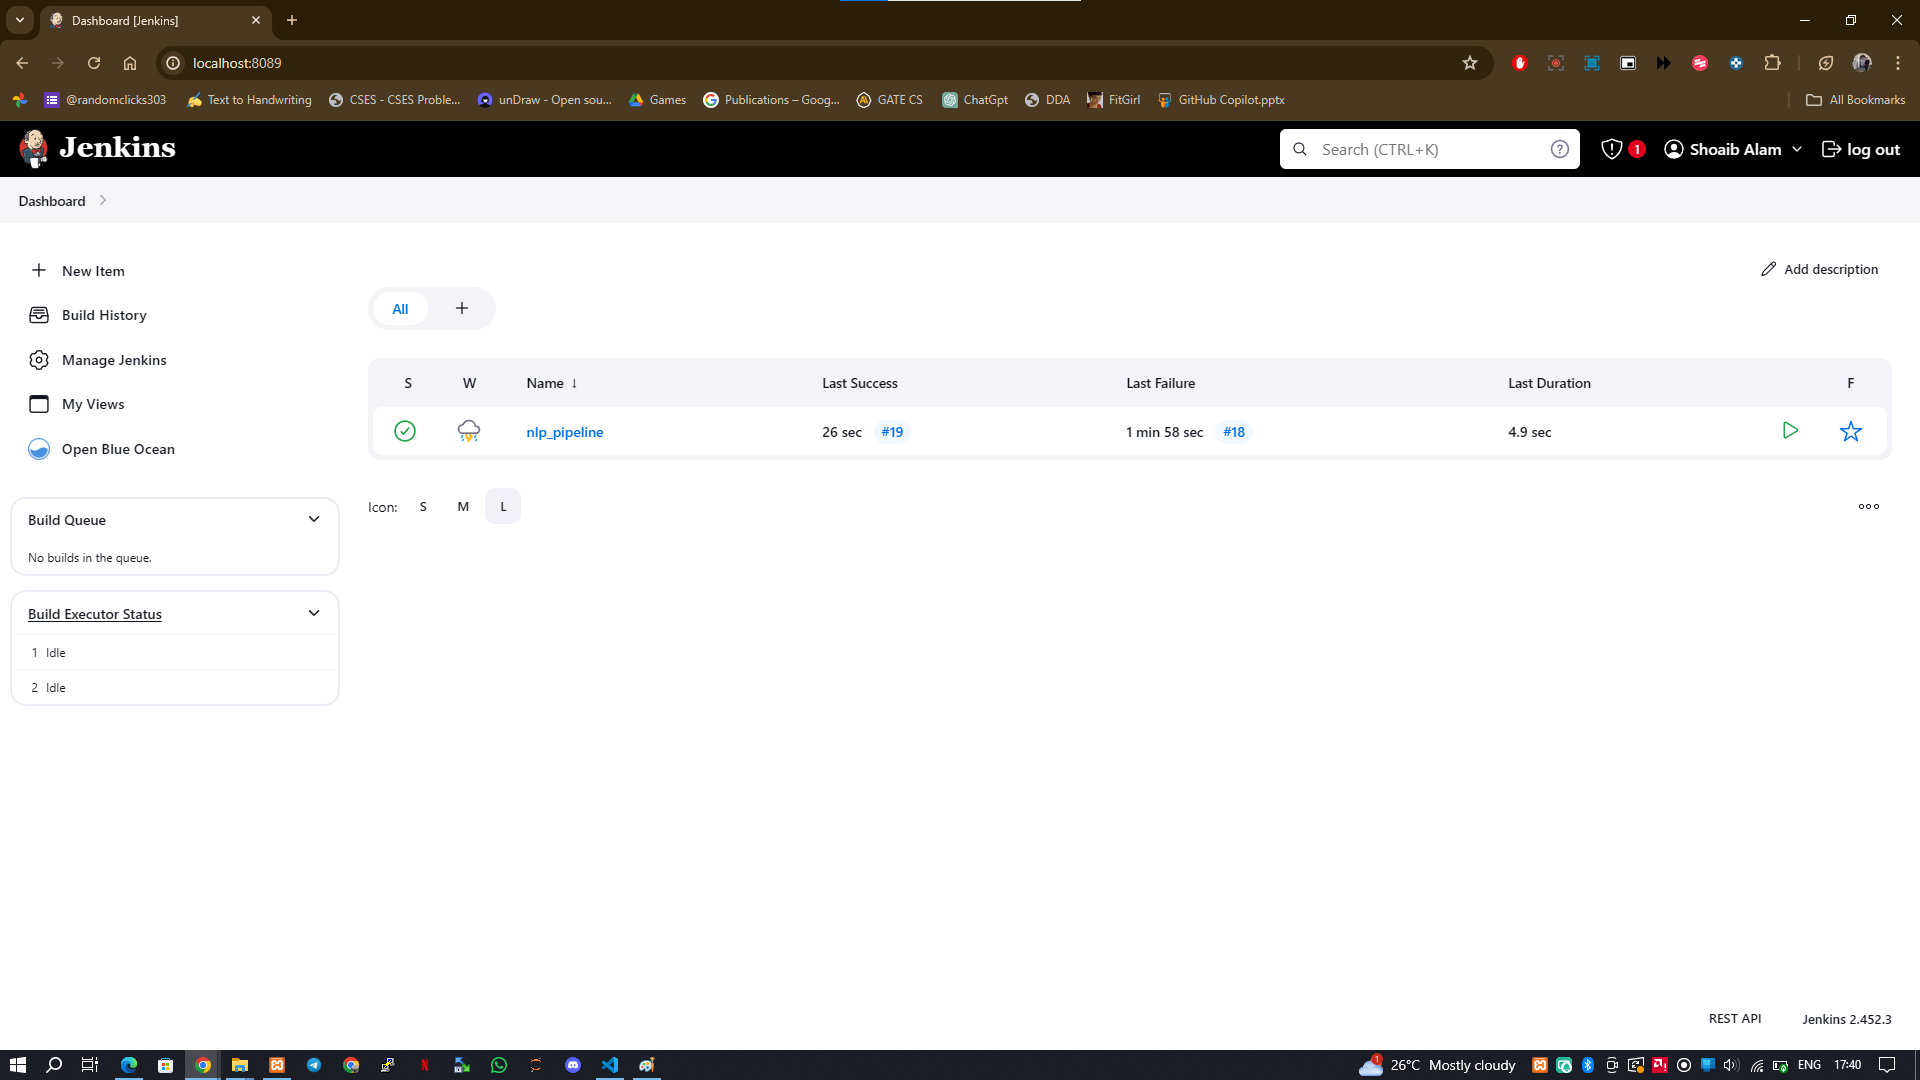 Dashboard [Jenkins]
localhost:8089
@randomclicks303 Text to Handwriting CSES - CSES Proble... unDraw - Open sou... Games Publications – Goog... GATE CS ChatGpt DDA FitGirl GitHub Copilot.pptx All Bookmarks
Jenkins Search (CTRL+K) ? 1 Shoaib Alam log out
Dashboard
New Item
Build History
Manage Jenkins
My Views
Open Blue Ocean
Build Queue
No builds in the queue.
Build Executor Status
1 Idle
2 Idle
Add description
All +
S W Name ↓ Last Success Last Failure Last Duration F
nlp_pipeline 26 sec #19 1 min 58 sec #18 4.9 sec
Icon: S M L
REST API Jenkins 2.452.3
1 26°C Mostly cloudy ENG 17:40